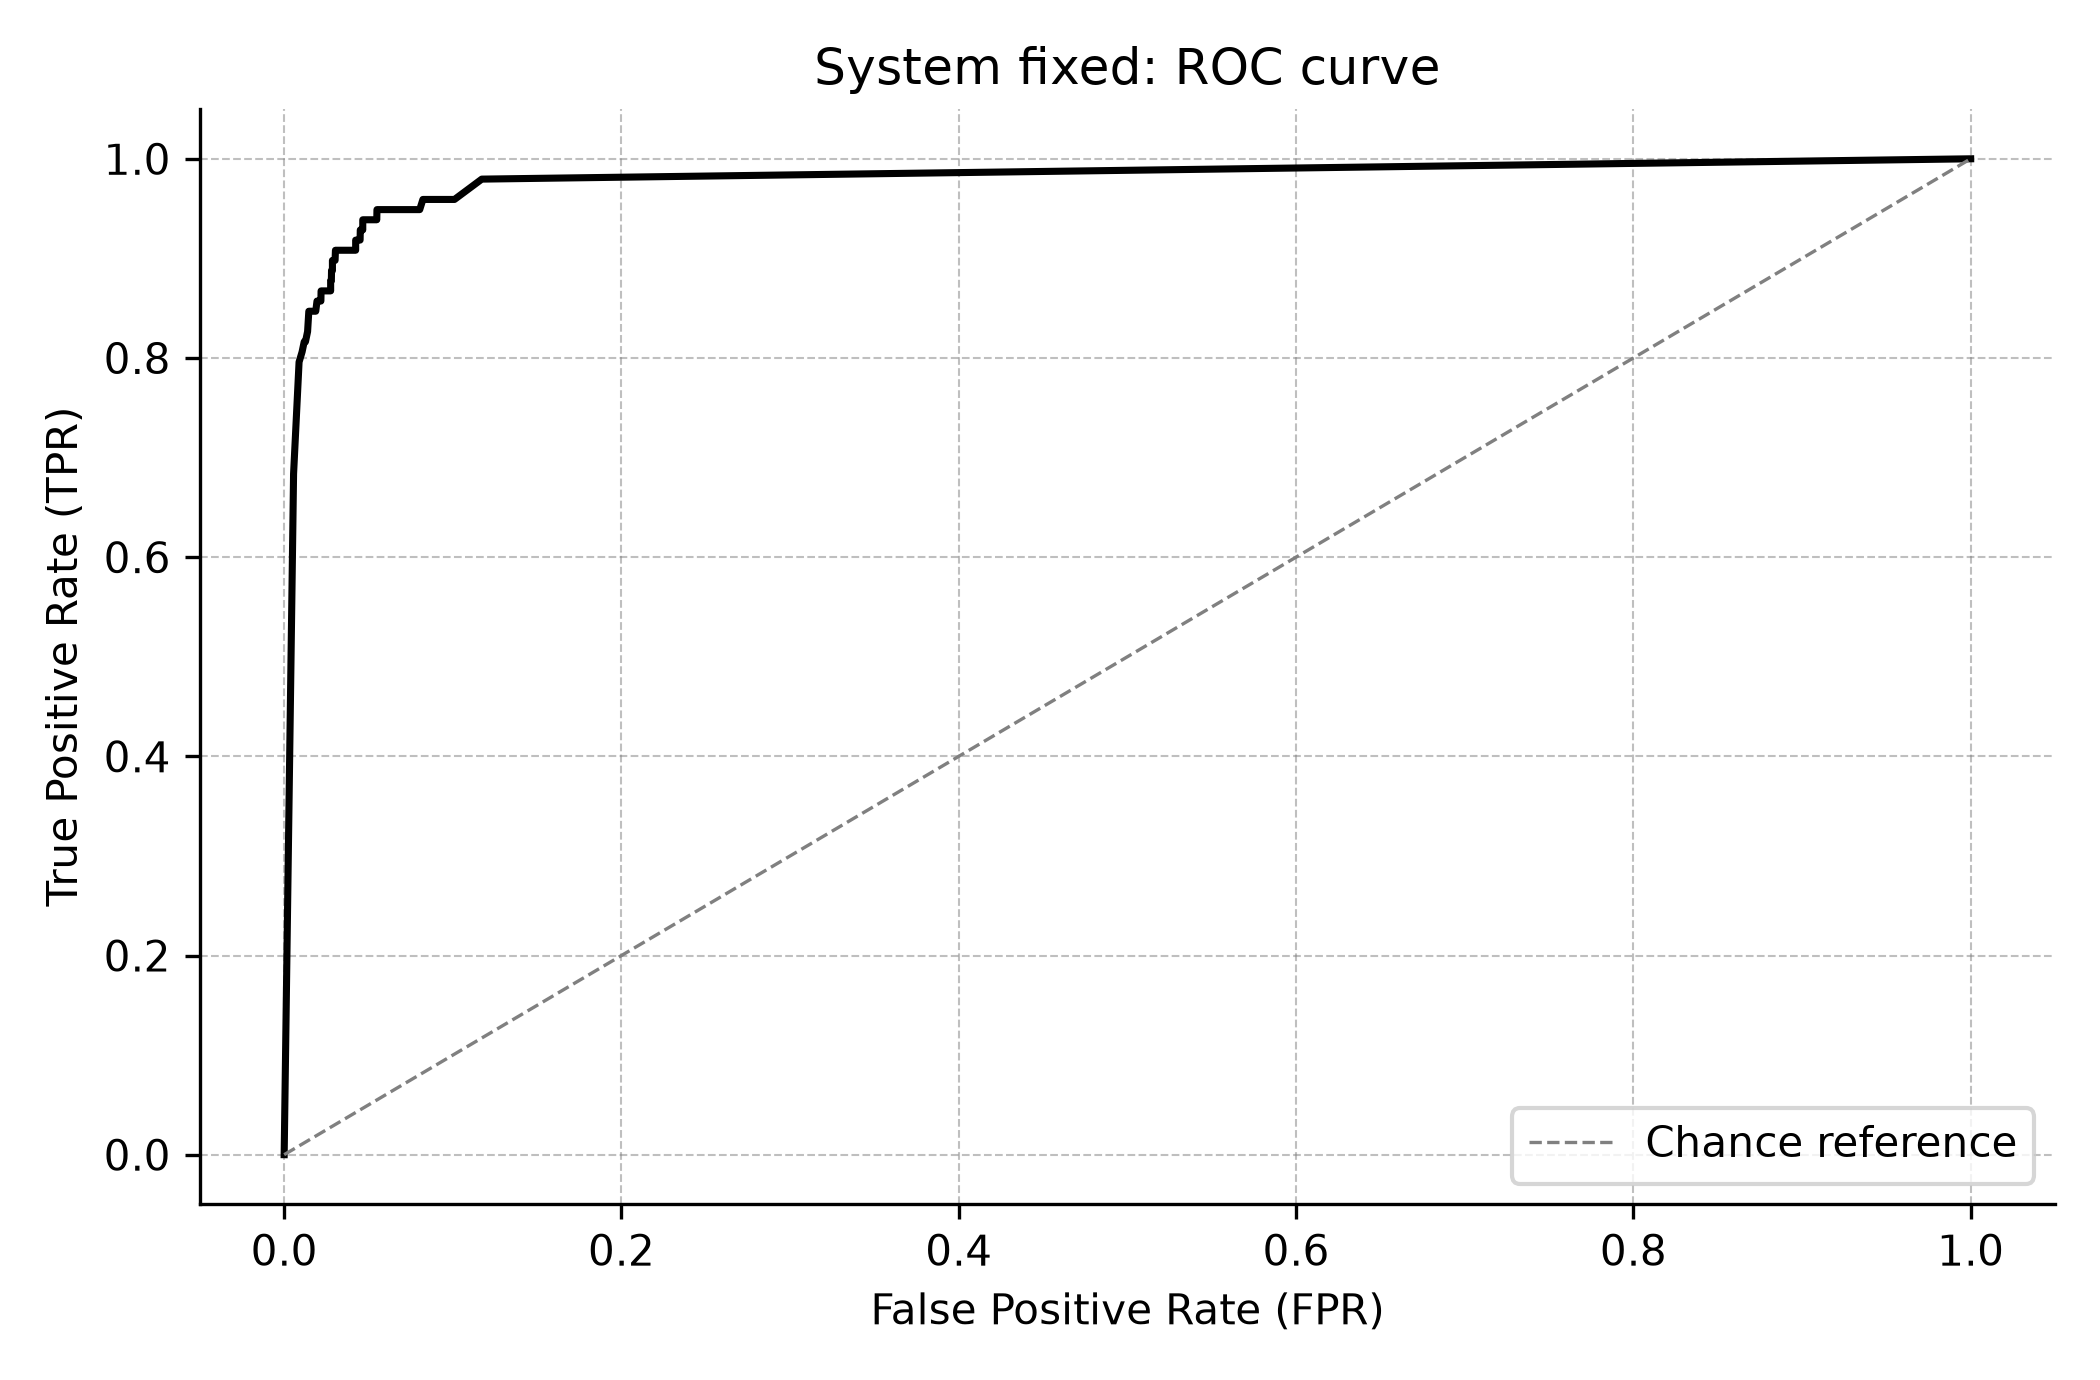 System fixed: ROC curve
True Positive Rate (TPR)
1.0
0.8
0.6
0.4
0.2
0.0
Chance reference
0.0 0.2 0.4 0.6 0.8 1.0
False Positive Rate (FPR)